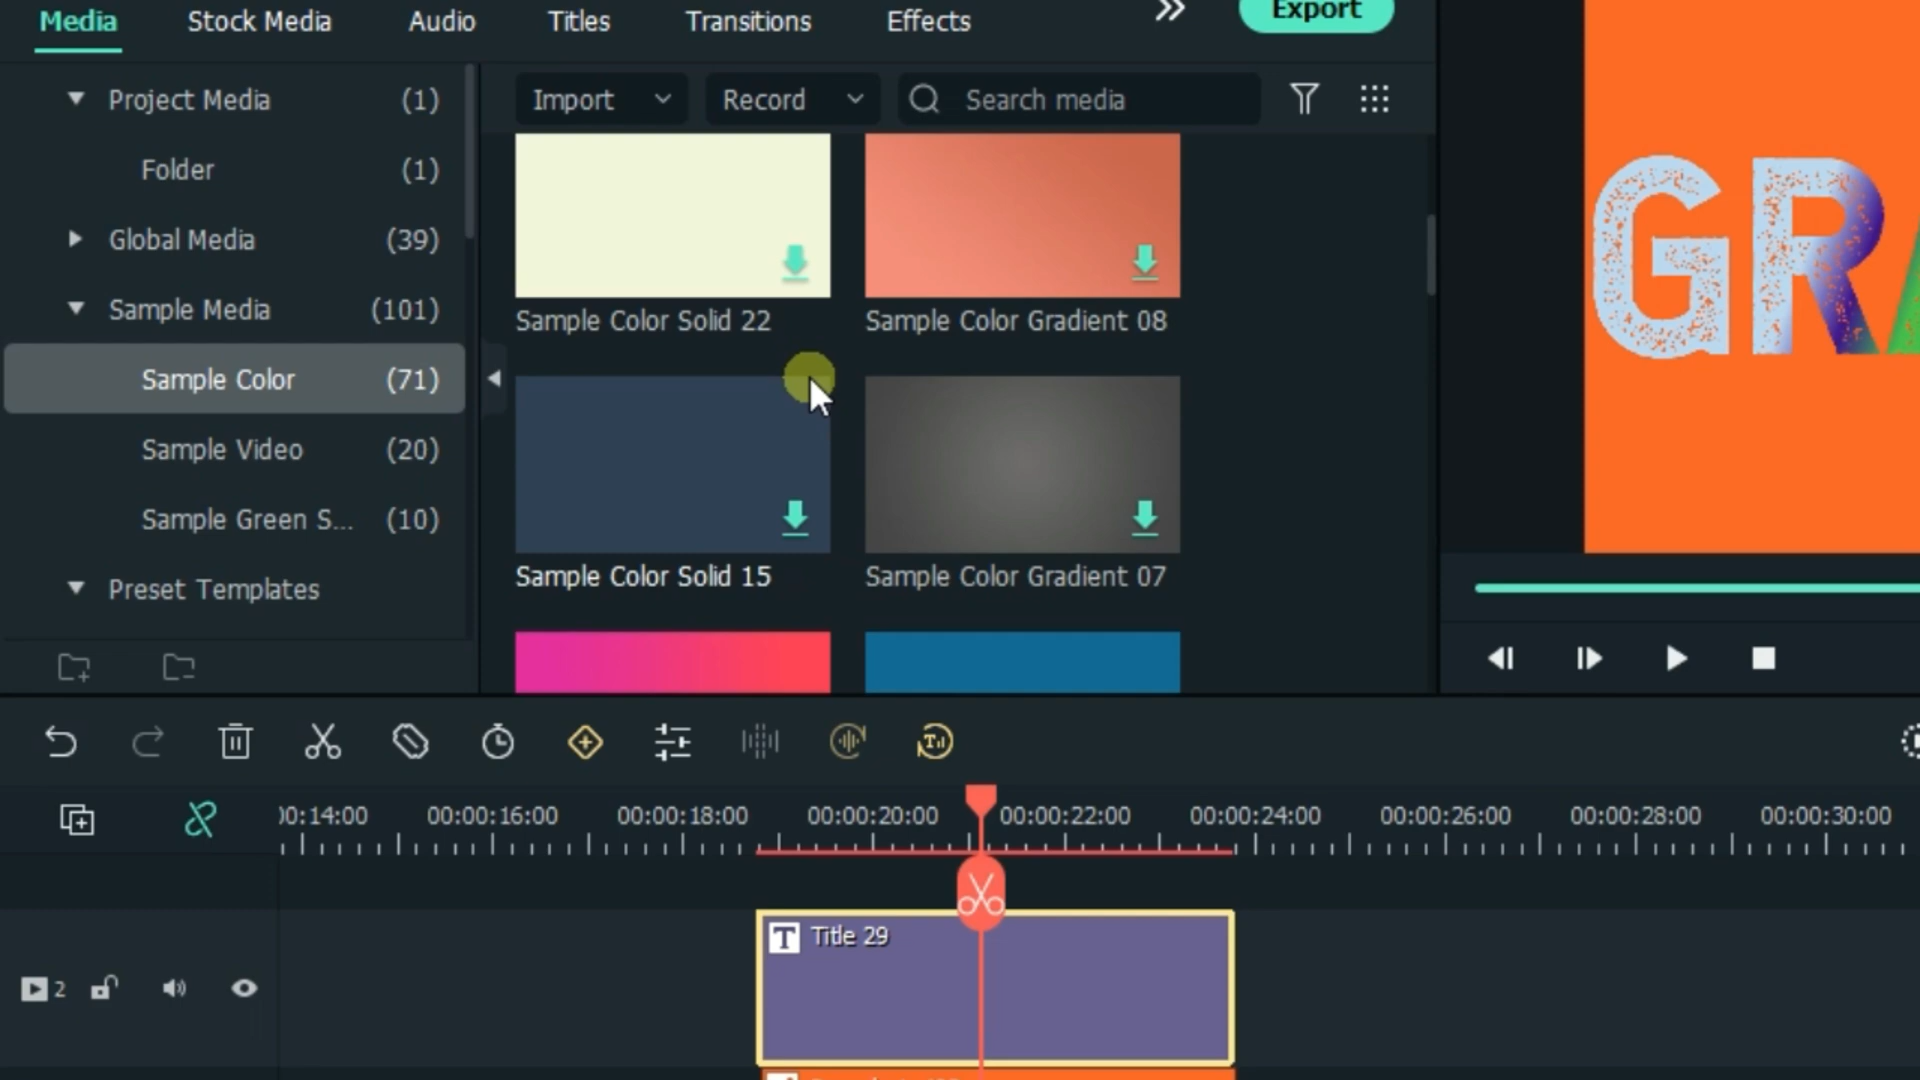 Media
Stock Media
Audio
Titles
Transitions
Effects
Export
Project Media (1)
Folder (1)
Global Media (39)
Sample Media (101)
Sample Color (71)
Sample Video (20)
Sample Green S... (10)
Preset Templates
Import
Record
Search media
Sample Color Solid 22
Sample Color Gradient 08
Sample Color Solid 15
Sample Color Gradient 07
GRA
00:14:00
00:00:16:00
00:00:18:00
00:00:20:00
00:00:22:00
00:00:24:00
00:00:26:00
00:00:28:00
00:00:30:00
T Title 29
2